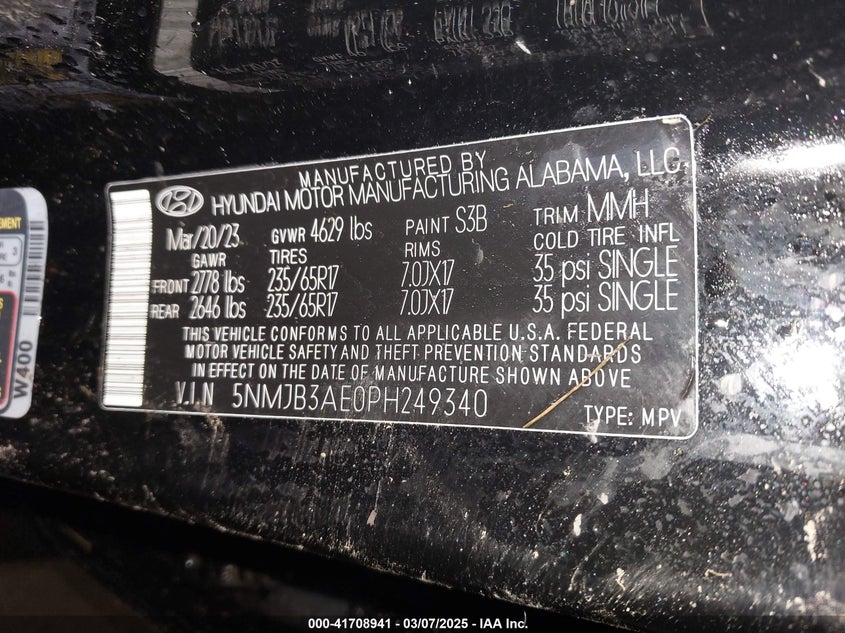 MANUFACTURED BY
HYUNDAI MOTOR MANUFACTURING ALABAMA, LLC
Mar/20/23 GVWR 4629 lbs PAINT S3B TRIM MMH
GAWR TIRES RIMS COLD TIRE INFL
FRONT 2778 lbs 235/65R17 7.0JX17 35 psi SINGLE
REAR 2646 lbs 235/65R17 7.0JX17 35 psi SINGLE
THIS VEHICLE CONFORMS TO ALL APPLICABLE U.S.A. FEDERAL
MOTOR VEHICLE SAFETY AND THEFT PREVENTION STANDARDS
IN EFFECT ON THE DATE OF MANUFACTURE SHOWN ABOVE
V.I.N 5NMJB3AE0PH249340 TYPE: MPV
W400
000-41708941 - 03/07/2025 - IAA Inc.